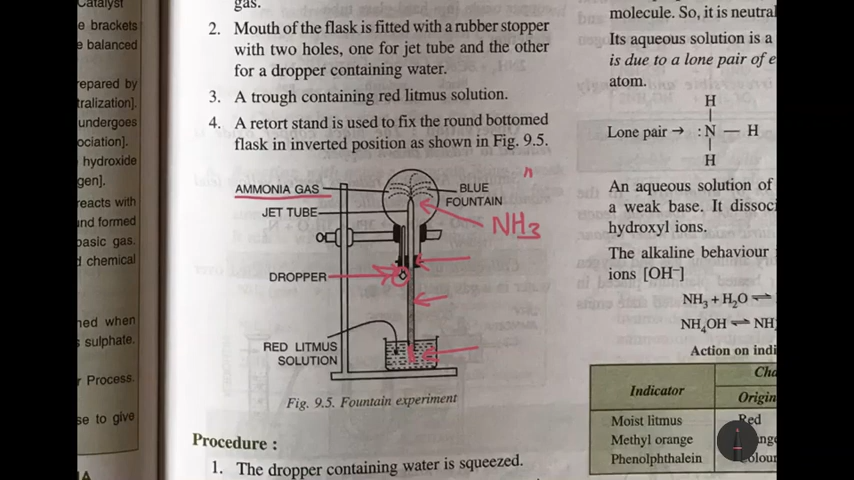 Catalyst
e brackets
e balanced
epared by
tralization].
undergoes
ociation].
hydroxide
gen].
reacts with
nd formed
basic gas.
d chemical
ned when
s sulphate.
r Process.
se to give
gas.
2. Mouth of the flask is fitted with a rubber stopper
with two holes, one for jet tube and the other
for a dropper containing water.
3. A trough containing red litmus solution.
4. A retort stand is used to fix the round bottomed
flask in inverted position as shown in Fig. 9.5.
AMMONIA GAS
JET TUBE
BLUE
FOUNTAIN
NH3
DROPPER
RED LITMUS
SOLUTION
Fig. 9.5. Fountain experiment
Procedure :
1. The dropper containing water is squeezed.
molecule. So, it is neutral
Its aqueous solution is a
is due to a lone pair of e
atom.
H
Lone pair → :N — H
H
An aqueous solution of
a weak base. It dissoc
hydroxyl ions.
The alkaline behaviour
ions [OH⁻]
NH₃ + H₂O ⇌
NH₄OH ⇌ NH
Action on indi
Indicator
Cha
Origin
Moist litmus Red
Methyl orange
Phenolphthalein Colour